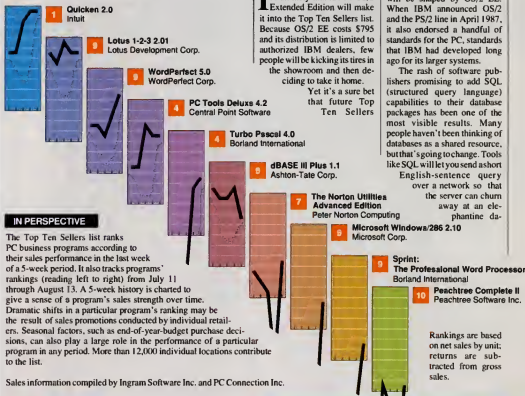 1 Quicken 2.0
Intuit
Lotus 1-2-3 2.01
Lotus Development Corp.
WordPerfect 5.0
WordPerfect Corp.
4 PC Tools Deluxe 4.2
Central Point Software
4 Turbo Pascal 4.0
Borland International
dBASE III Plus 1.1
Ashton-Tate Corp.
7 The Norton Utilities
Advanced Edition
Peter Norton Computing
Microsoft Windows/286 2.10
Microsoft Corp.
9 Sprint:
The Professional Word Processor
Borland International
10 Peachtree Complete II
Peachtree Software Inc.
IN PERSPECTIVE
The Top Ten Sellers list ranks
PC business programs according to
their sales performance in the last week
of a 5-week period. It also tracks programs'
rankings (reading left to right) from July 11
through August 13. A 5-week history is charted to
give a sense of a program's sales strength over time.
Dramatic shifts in a particular program's ranking may be
the result of sales promotions conducted by individual retail-
ers. Seasonal factors, such as end-of-year-budget purchase deci-
sions, can also play a large role in the performance of a particular
program in any period. More than 12,000 individual locations contribute
to the list.
Sales information compiled by Ingram Software Inc. and PC Connection Inc.
Extended Edition will make
it into the Top Ten Sellers list.
Because OS/2 EE costs $795
and its distribution is limited to
authorized IBM dealers, few
people will be kicking its tires in
the showroom and then de-
ciding to take it home.
Yet it's a sure bet
that future Top
Ten Sellers
will be shaped by OS/2 EE.
When IBM announced OS/2
and the PS/2 line in April 1987,
it also endorsed a handful of
standards for the PC, standards
that IBM had developed long
ago for its larger systems.
The rash of software pub-
lishers promising to add SQL
(structured query language)
capabilities to their database
packages has been one of the
most visible results. Many
people haven't been thinking of
databases as a shared resource,
but that's going to change. Tools
like SQL will let you send a short
English-sentence query
over a network so that
the server can churn
away at an ele-
phantine da-
Rankings are based
on net sales by unit;
returns are sub-
tracted from gross
sales.